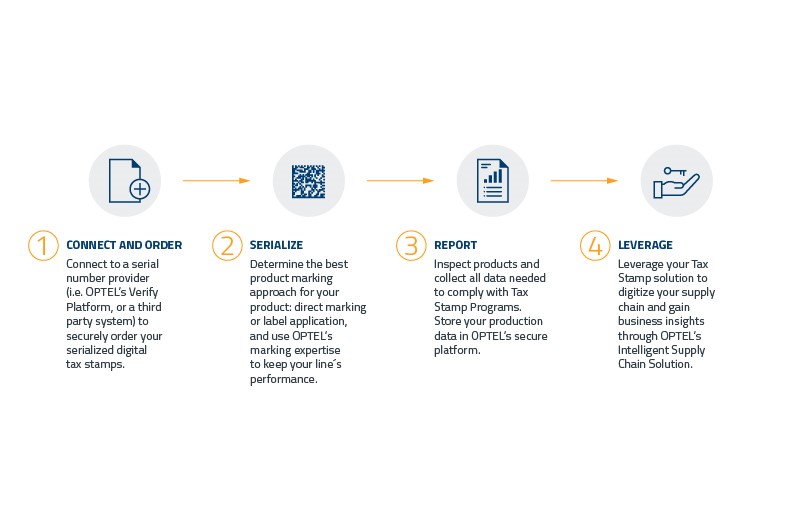 1 CONNECT AND ORDER
Connect to a serial
number provider
(i.e. OPTEL's Verify
Platform, or a third
party system) to
securely order your
serialized digital
tax stamps.
2 SERIALIZE
Determine the best
product marking
approach for your
product: direct marking
or label application,
and use OPTEL's
marking expertise
to keep your line´s
performance.
3 REPORT
Inspect products and
collect all data needed
to comply with Tax
Stamp Programs.
Store your production
data in OPTEL's secure
platform.
4 LEVERAGE
Leverage your Tax
Stamp solution to
digitize your supply
chain and gain
business insights
through OPTEL's
Intelligent Supply
Chain Solution.